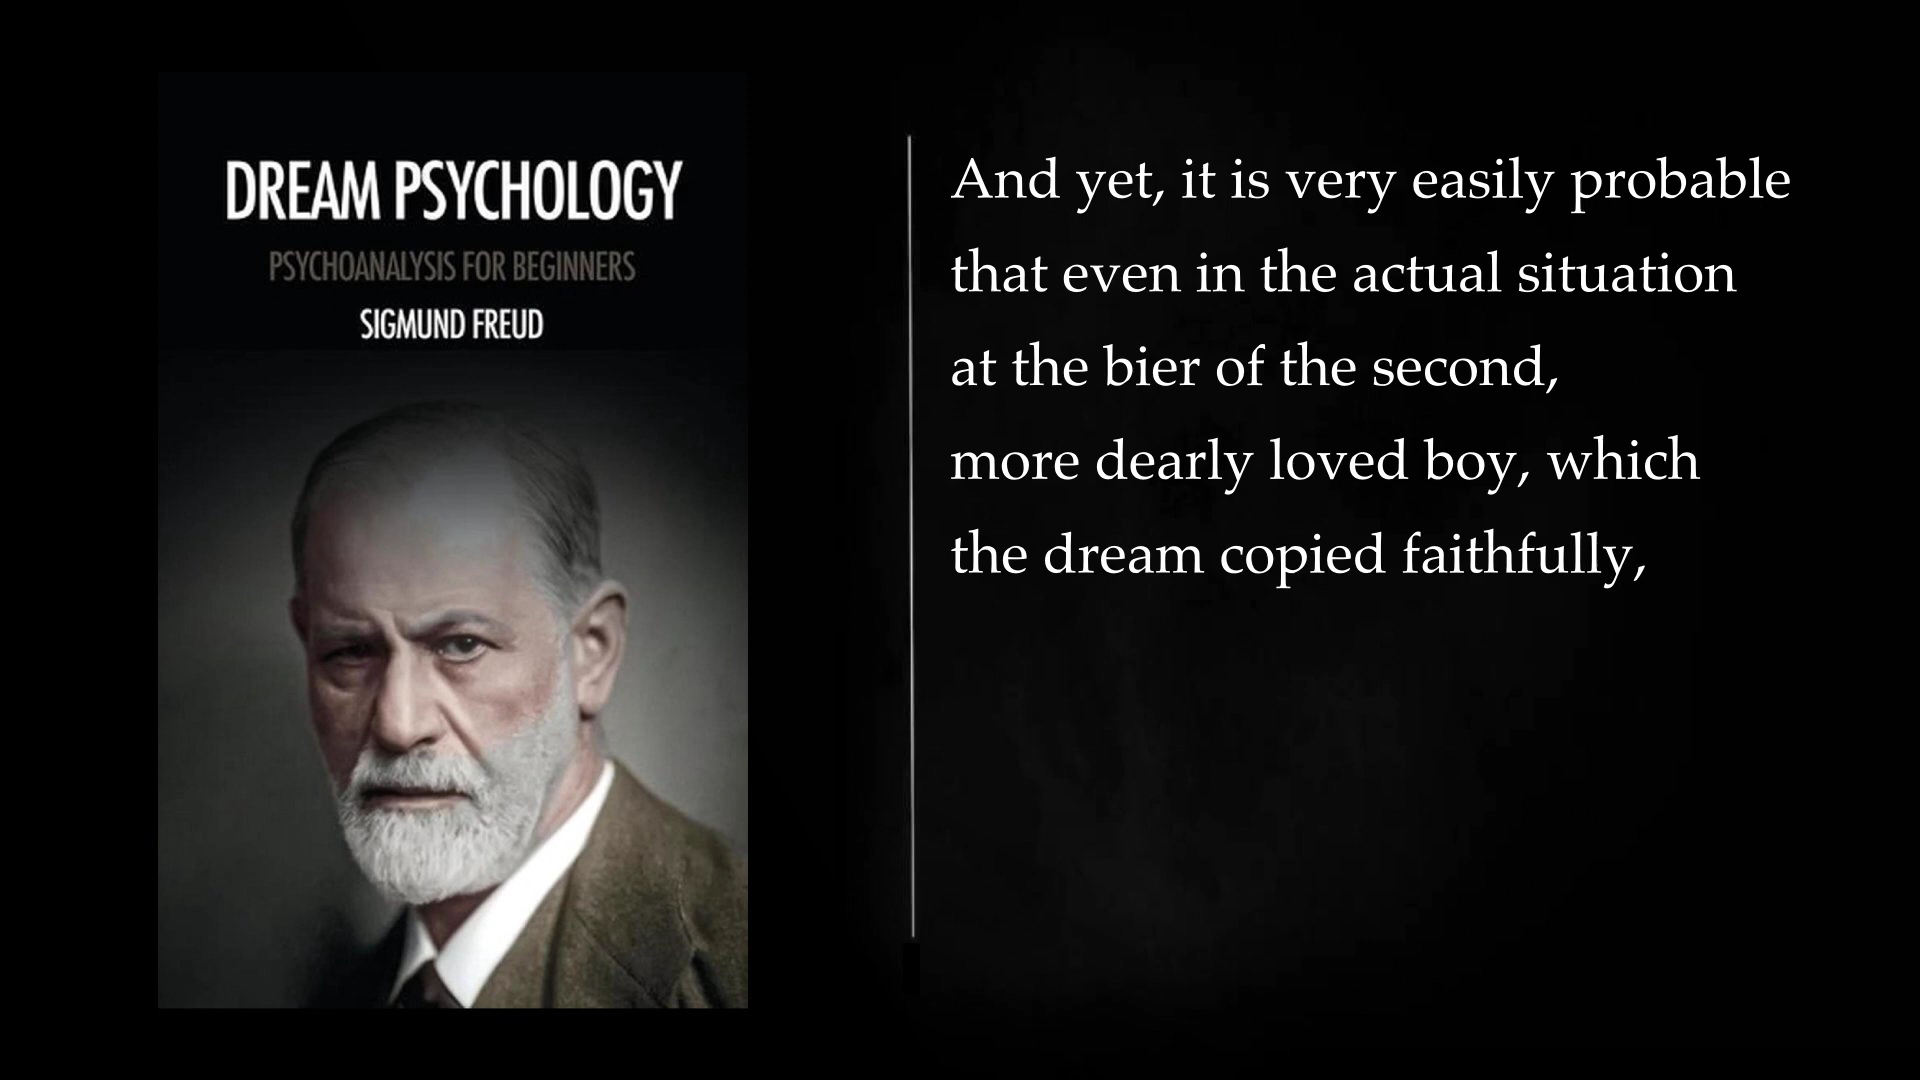 DREAM PSYCHOLOGY
PSYCHOANALYSIS FOR BEGINNERS
SIGMUND FREUD
And yet, it is very easily probable
that even in the actual situation
at the bier of the second,
more dearly loved boy, which
the dream copied faithfully,